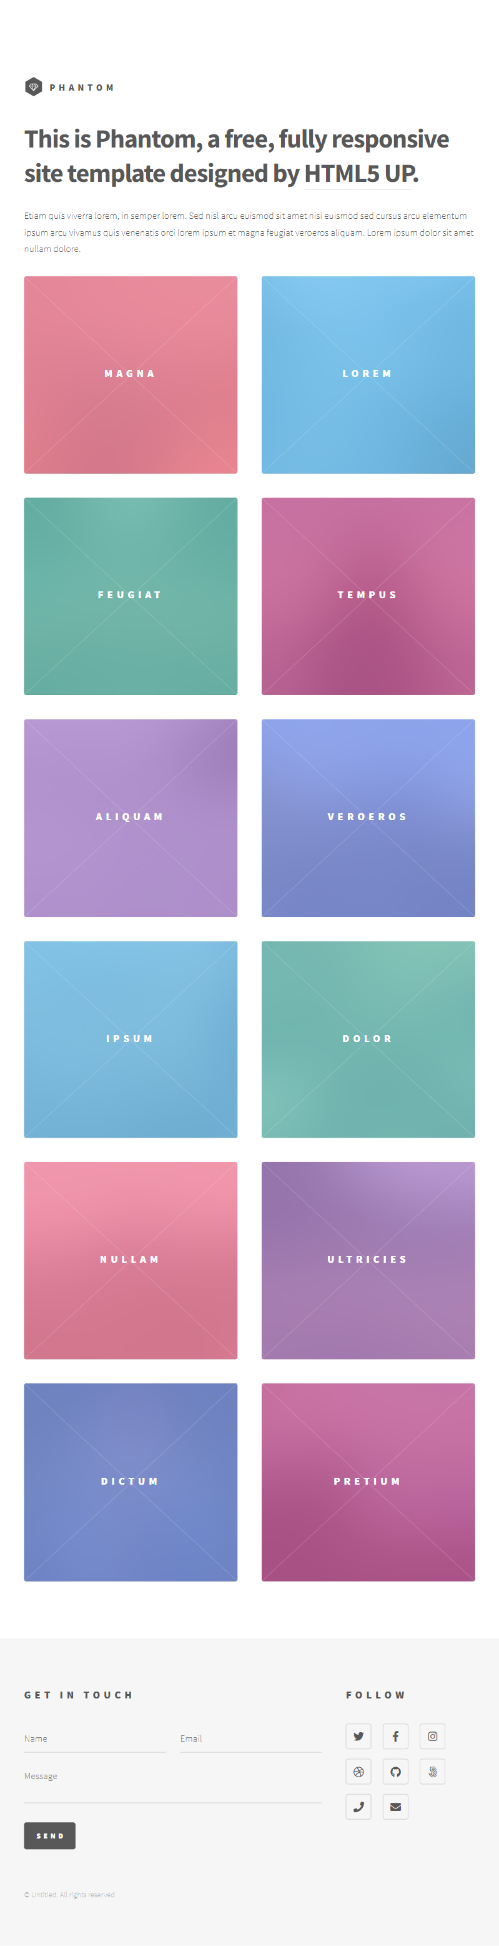 PHANTOM
This is Phantom, a free, fully responsive
site template designed by HTML5 UP.
Etiam quis viverra lorem, in semper lorem. Sed nisl arcu euismod sit amet nisi euismod sed cursus arcu elementum
ipsum arcu vivamus quis venenatis orci lorem ipsum et magna feugiat veroeros aliquam. Lorem ipsum dolor sit amet
nullam dolore.
MAGNA
LOREM
FEUGIAT
TEMPUS
ALIQUAM
VEROEROS
IPSUM
DOLOR
NULLAM
ULTRICIES
DICTUM
PRETIUM
GET IN TOUCH
Name
Email
Message
SEND
FOLLOW
© Untitled. All rights reserved